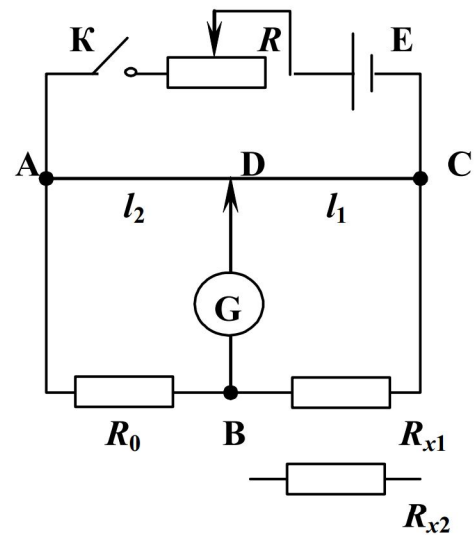 К R E
A D C
l₂ l₁
G
R₀ B Rₓ₁
Rₓ₂